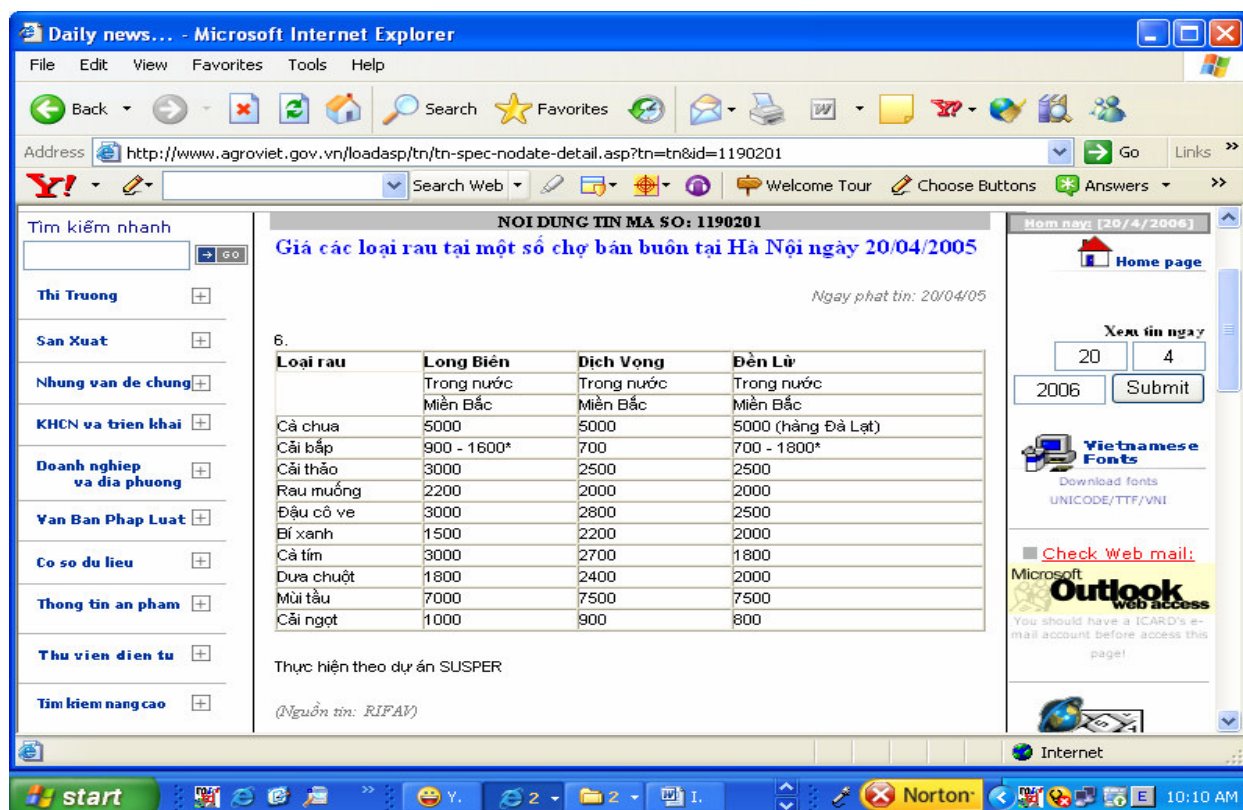 Daily news... - Microsoft Internet Explorer
File Edit View Favorites Tools Help
Back Search Favorites
Address http://www.agroviet.gov.vn/loadasp/tn/tn-spec-nodate-detail.asp?tn=tn&id=1190201 Go Links »
Y! Search Web Welcome Tour Choose Buttons Answers »
Tìm kiếm nhanh
GO
Thi Truong
San Xuat
Nhung van de chung
KHCN va trien khai
Doanh nghiep
va dia phuong
Van Ban Phap Luat
Co so du lieu
Thong tin an pham
Thu vien dien tu
Tim kiem nang cao
NOI DUNG TIN MA SO: 1190201
Giá các loại rau tại một số chợ bán buôn tại Hà Nội ngày 20/04/2005
Ngay phat tin: 20/04/05
6.
Loại rau Long Biên Dịch Vọng Đền Lừ
Trong nước Trong nước Trong nước
Miền Bắc Miền Bắc Miền Bắc
Cà chua 5000 5000 5000 (hàng Đà Lạt)
Cải bắp 900 - 1600* 700 700 - 1800*
Cải thảo 3000 2500 2500
Rau muống 2200 2000 2000
Đậu cô ve 3000 2800 2500
Bí xanh 1500 2200 2000
Cà tím 3000 2700 1800
Dưa chuột 1800 2400 2000
Mùi tầu 7000 7500 7500
Cải ngọt 1000 900 800
Thực hiện theo dự án SUSPER
(Nguồn tin: RIFAV)
Hom nay: [20/4/2006]
Home page
Xem tin ngay
20 4
2006 Submit
Vietnamese
Fonts
Download fonts
UNICODE/TTF/VNI
Check Web mail:
Microsoft
Outlook
web access
You should have a ICARD's e-
mail account before access this
page!
Internet
start » Y. 2 2 I. Norton E 10:10 AM